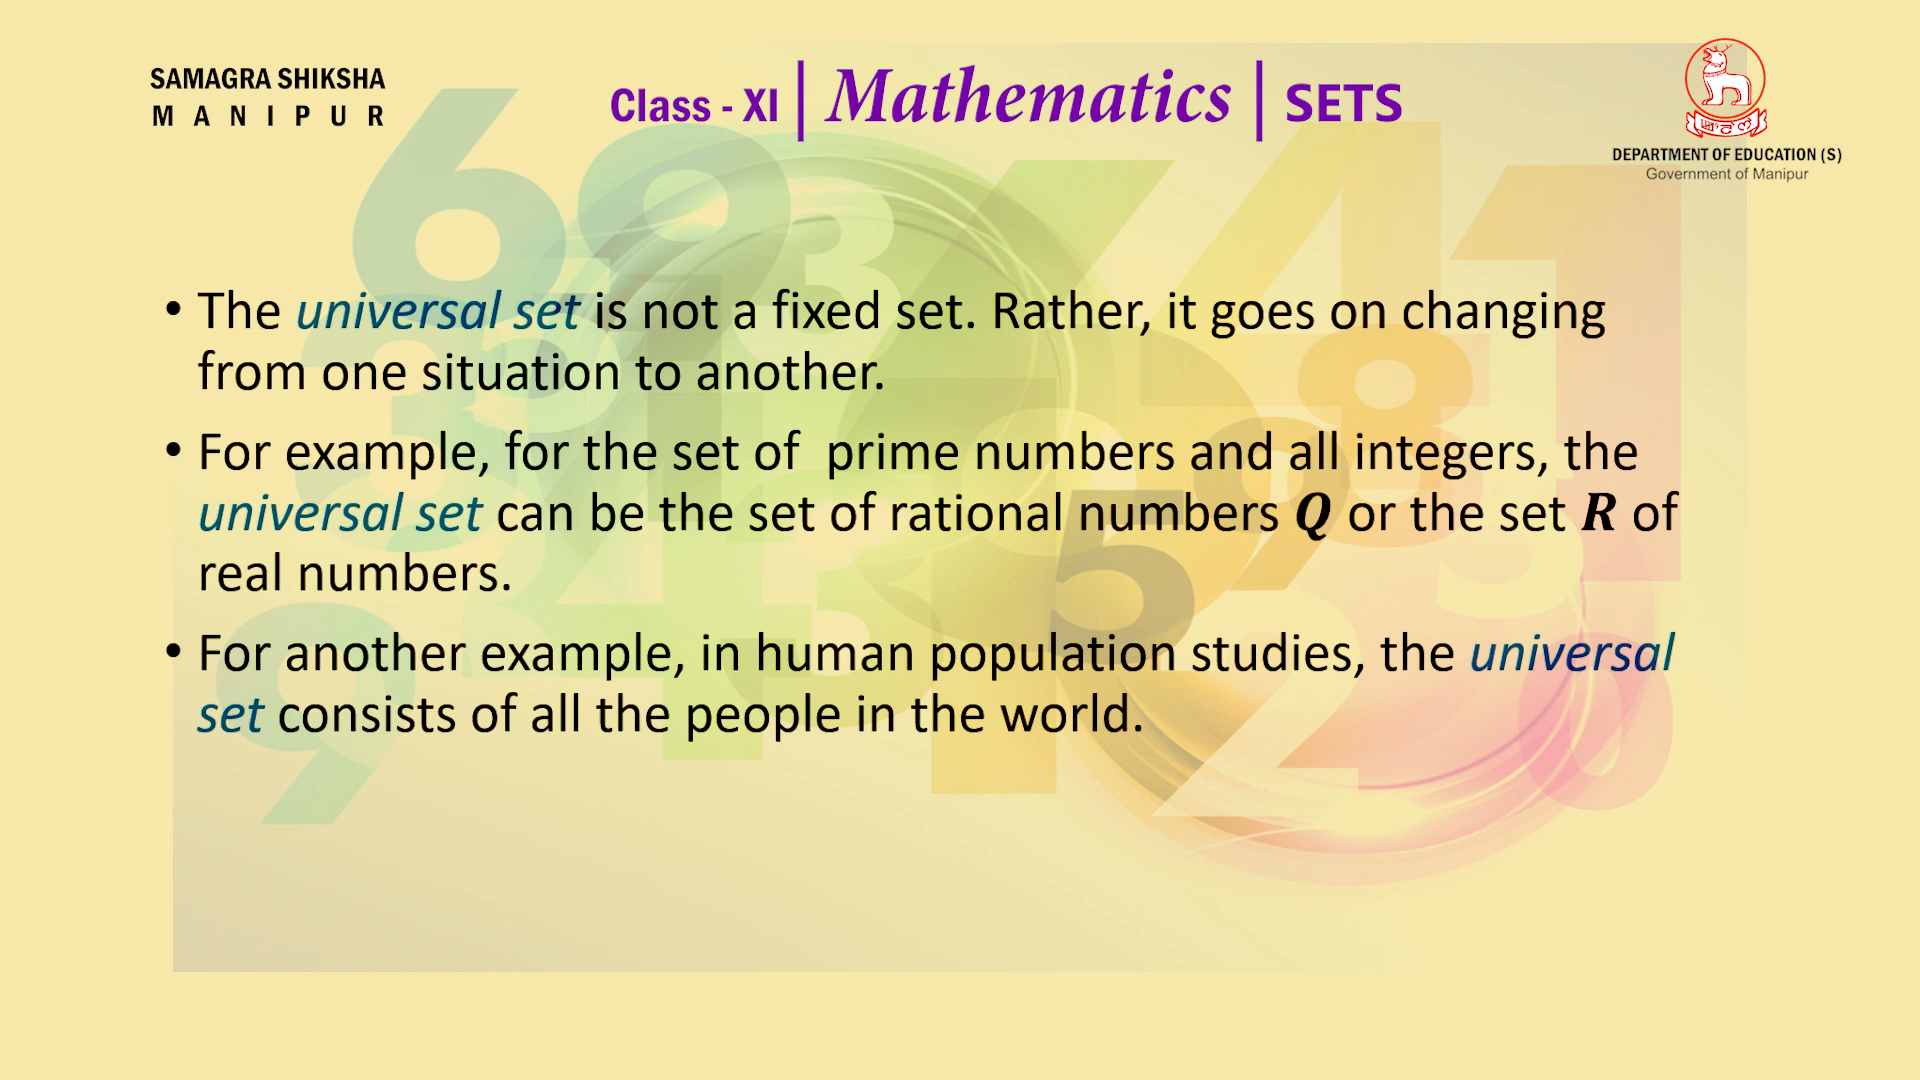 SAMAGRA SHIKSHA
MANIPUR
Class - XI | Mathematics | SETS
DEPARTMENT OF EDUCATION (S)
Government of Manipur
• The universal set is not a fixed set. Rather, it goes on changing
from one situation to another.
• For example, for the set of prime numbers and all integers, the
universal set can be the set of rational numbers Q or the set R of
real numbers.
• For another example, in human population studies, the universal
set consists of all the people in the world.